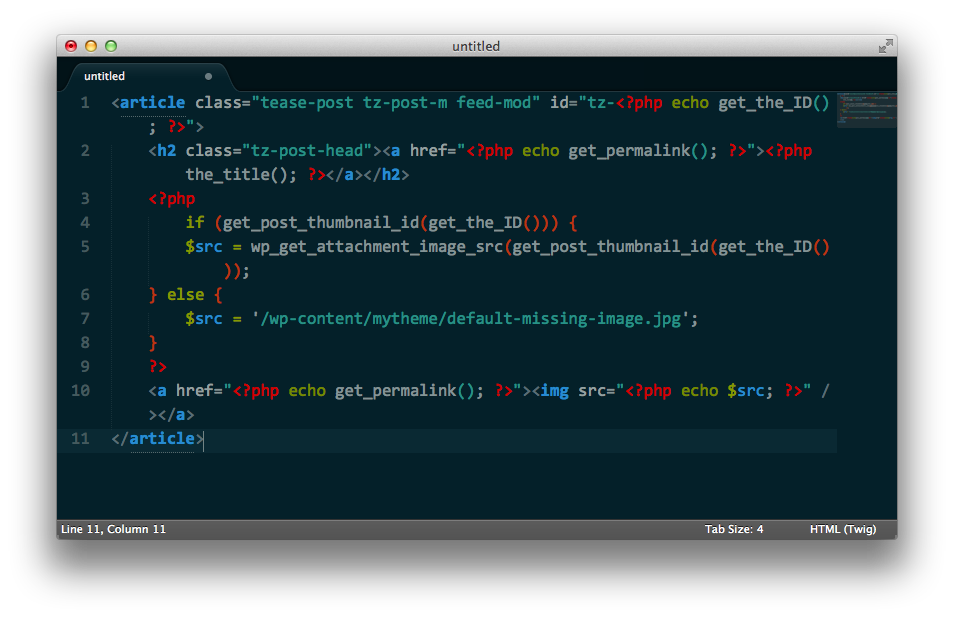 untitled
untitled
1 <article class="tease-post tz-post-m feed-mod" id="tz-<?php echo get_the_ID()
; ?>">
2 <h2 class="tz-post-head"><a href="<?php echo get_permalink(); ?>"><?php
the_title(); ?></a></h2>
3 <?php
4 if (get_post_thumbnail_id(get_the_ID())) {
5 $src = wp_get_attachment_image_src(get_post_thumbnail_id(get_the_ID()
));
6 } else {
7 $src = '/wp-content/mytheme/default-missing-image.jpg';
8 }
9 ?>
10 <a href="<?php echo get_permalink(); ?>"><img src="<?php echo $src; ?>" /
></a>
11 </article>
Line 11, Column 11 Tab Size: 4 HTML (Twig)